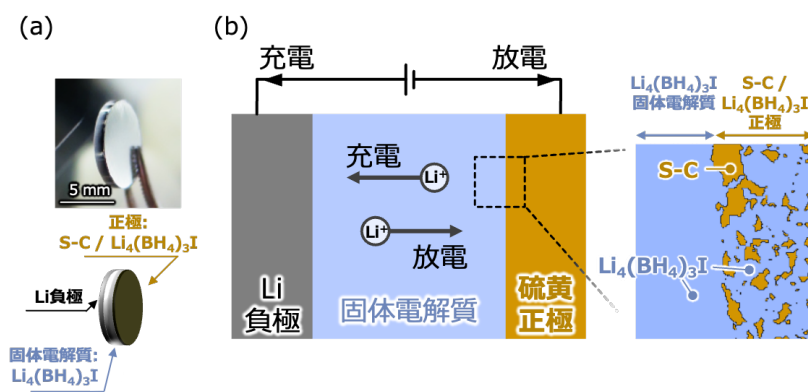 (a)
5 mm
正極:
S-C / Li4(BH4)3I
Li負極
固体電解質:
Li4(BH4)3I
(b)
充電
放電
充電
Li+
Li+
放電
Li
負極
固体電解質
硫黄
正極
Li4(BH4)3I
固体電解質
S-C /
Li4(BH4)3I
正極
S-C
Li4(BH4)3I